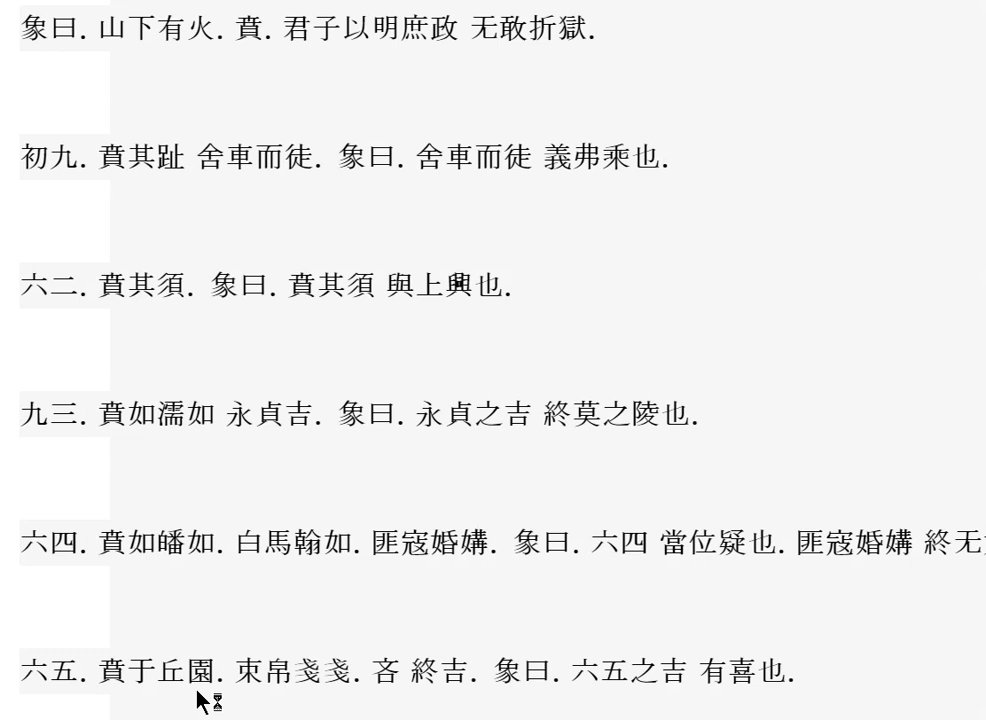 象曰. 山下有火. 賁. 君子以明庶政 无敢折獄.
初九. 賁其趾 舍車而徒. 象曰. 舍車而徒 義弗乘也.
六二. 賁其須. 象曰. 賁其須 與上興也.
九三. 賁如濡如 永貞吉. 象曰. 永貞之吉 終莫之陵也.
六四. 賁如皤如. 白馬翰如. 匪寇婚媾. 象曰. 六四 當位疑也. 匪寇婚媾 終无
六五. 賁于丘園. 束帛戔戔. 吝 終吉. 象曰. 六五之吉 有喜也.